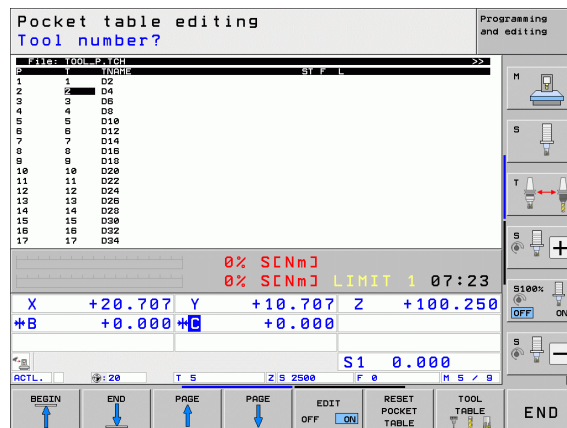 Pocket table editing
Tool number?
Programming
and editing
File: TOOL_P.TCH >>
P T TNAME ST F L
1 1 D2
2 2 D4
3 3 D6
4 4 D8
5 5 D10
6 6 D12
7 7 D14
8 8 D16
9 9 D18
10 10 D20
11 11 D22
12 12 D24
13 13 D26
14 14 D28
15 15 D30
16 16 D32
17 17 D34
M
S
T
S
S100%
OFF ON
S
0% S[Nm]
0% S[Nm] LIMIT 1 07:23
X +20.707 Y +10.707 Z +100.250
B +0.000 C +0.000
S1 0.000
ACTL. : 20 T 5 Z S 2500 F 0 M 5 / 9
BEGIN
END
PAGE
PAGE
EDIT
OFF ON
RESET
POCKET
TABLE
TOOL
TABLE
END